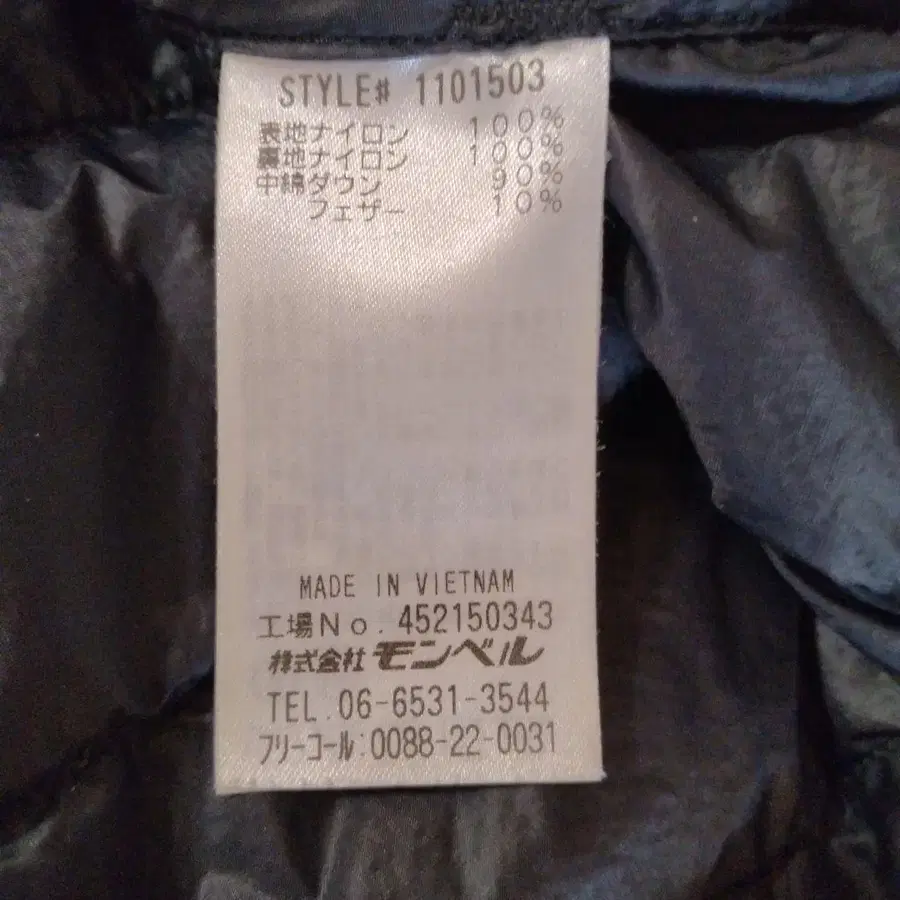 STYLE# 1101503
表地ナイロン 100%
裏地ナイロン 100%
中綿ダウン 90%
フェザー 10%
MADE IN VIETNAM
工場No. 452150343
株式会社 モンベル
TEL.06-6531-3544
フリーコール:0088-22-0031